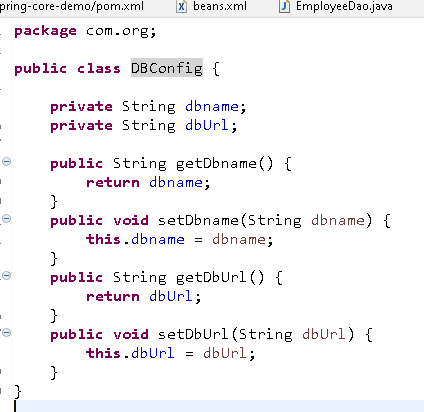 pring-core-demo/pom.xml beans.xml EmployeeDao.java
package com.org;
public class DBConfig {
private String dbname;
private String dbUrl;
public String getDbname() {
return dbname;
}
public void setDbname(String dbname) {
this.dbname = dbname;
}
public String getDbUrl() {
return dbUrl;
}
public void setDbUrl(String dbUrl) {
this.dbUrl = dbUrl;
}
}